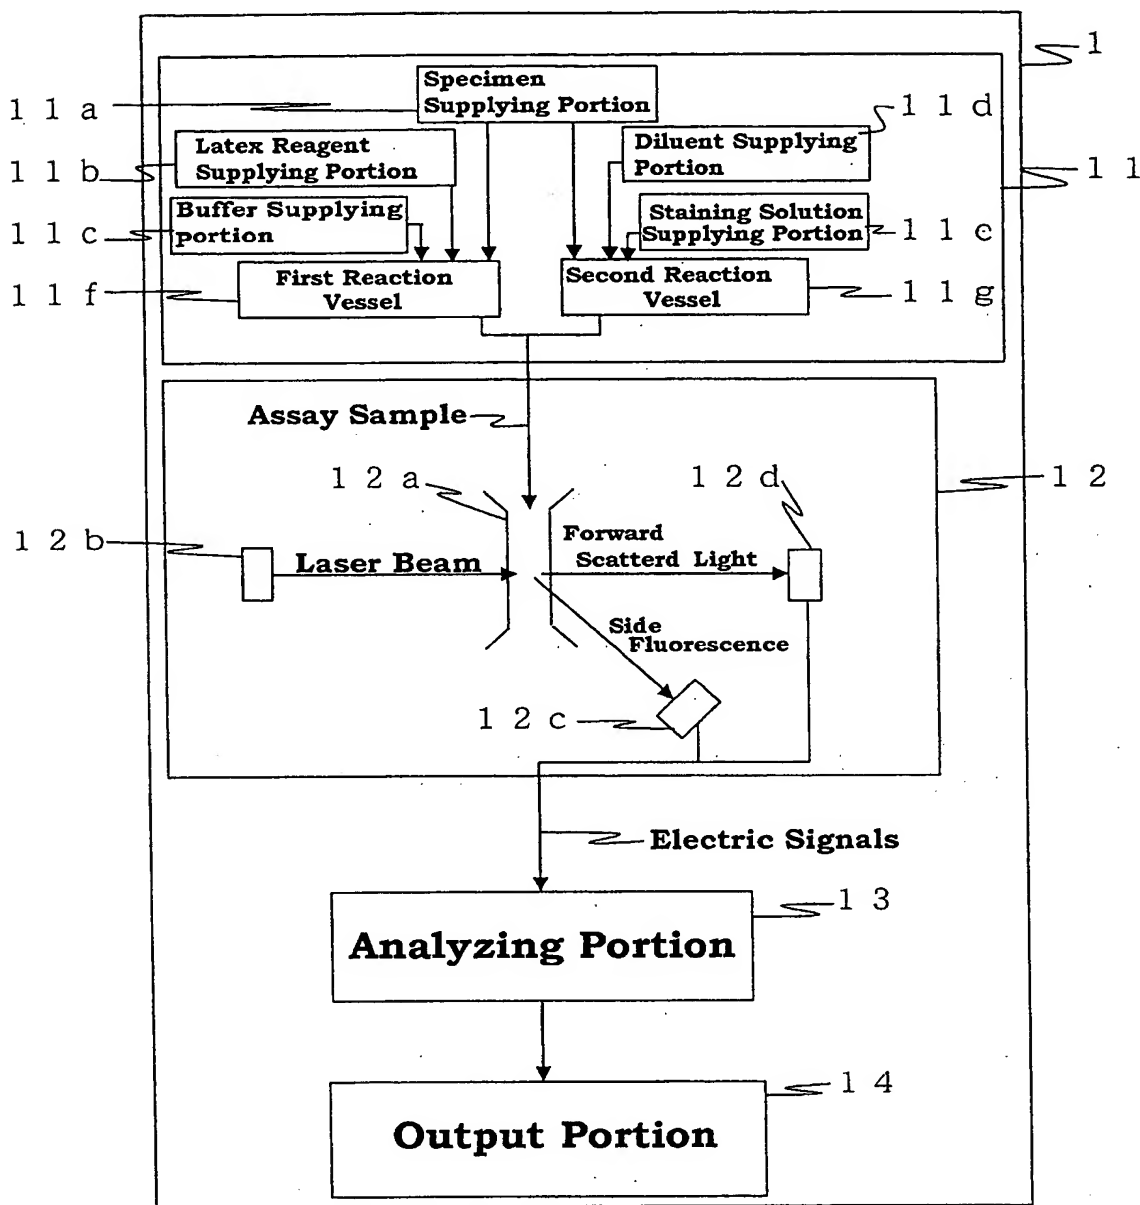 1
Specimen
Supplying Portion
1 1 a
1 1 d
Latex Reagent
Supplying Portion
Diluent Supplying
Portion
1 1 b
1 1
Buffer Supplying
portion
Staining Solution
Supplying Portion
1 1 c
1 1 e
First Reaction
Vessel
Second Reaction
Vessel
1 1 f
1 1 g
Assay Sample
1 2 a
1 2 d
1 2
1 2 b
Laser Beam
Forward
Scatterd Light
Side
Fluorescence
1 2 c
Electric Signals
1 3
Analyzing Portion
1 4
Output Portion